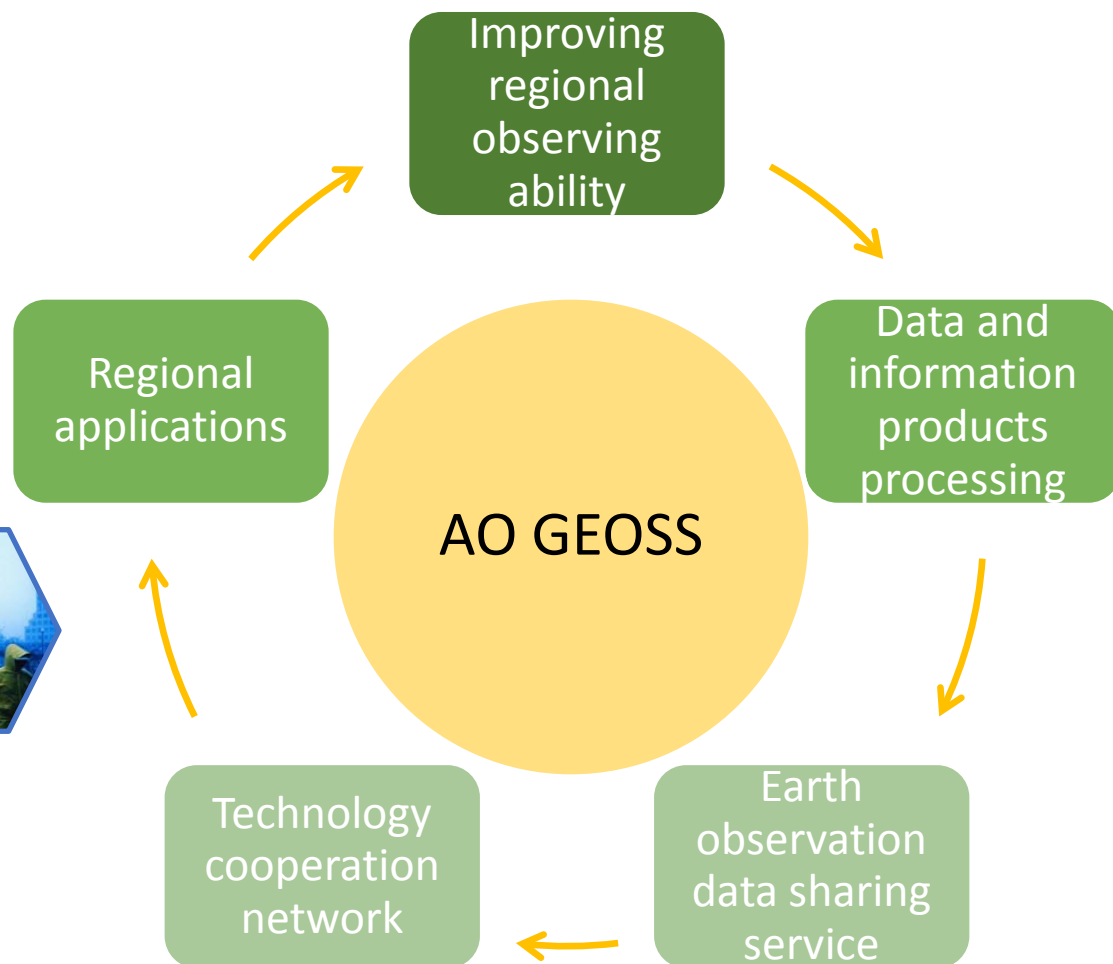 Improving
regional
observing
ability
Regional
applications
Data and
information
products
processing
AO GEOSS
Technology
cooperation
network
Earth
observation
data sharing
service